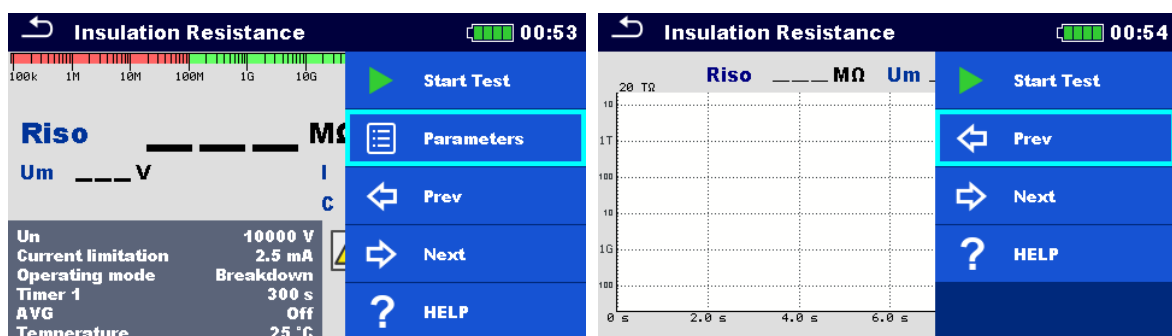 Insulation Resistance 00:53
100k 1M 10M 100M 1G 10G
Riso ___ MΩ
Um ___ V
I
C
Un 10000 V
Current limitation 2.5 mA
Operating mode Breakdown
Timer 1 300 s
AVG Off
Temperature 25 °C
Start Test
Parameters
Prev
Next
? HELP
Insulation Resistance 00:54
Riso ___ MΩ Um
20 TΩ
10
1T
100
10
1G
100
0 s 2.0 s 4.0 s 6.0 s
Start Test
Prev
Next
? HELP